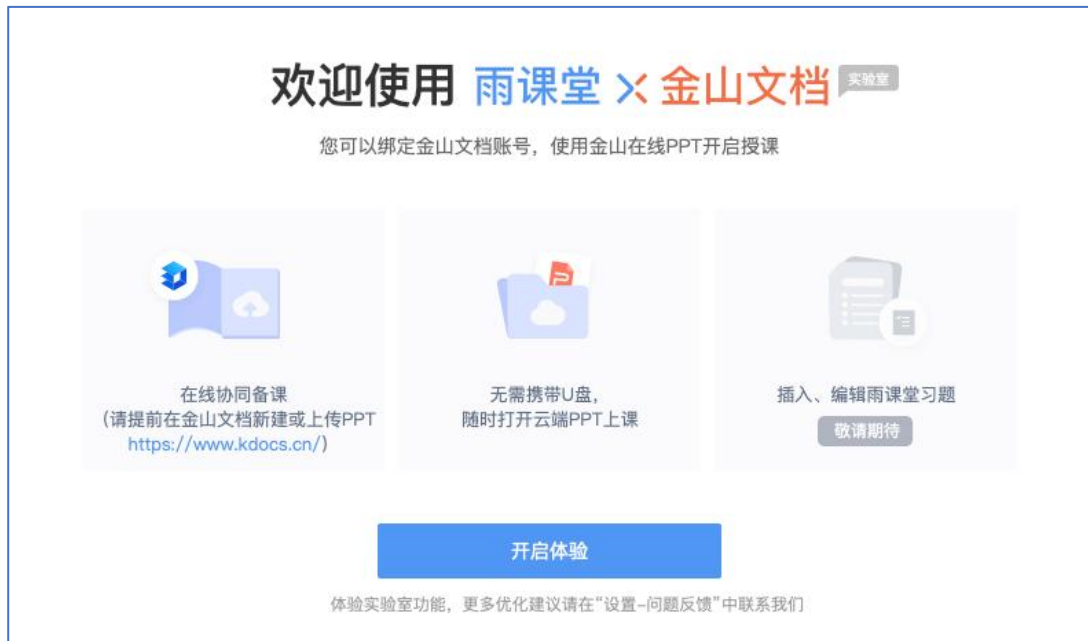 欢迎使用 雨课堂 X 金山文档 实验室
您可以绑定金山文档账号，使用金山在线PPT开启授课
在线协同备课
（请提前在金山文档新建或上传PPT
https://www.kdocs.cn/）
无需携带U盘，
随时打开云端PPT上课
插入、编辑雨课堂习题
敬请期待
开启体验
体验实验室功能，更多优化建议请在“设置-问题反馈”中联系我们